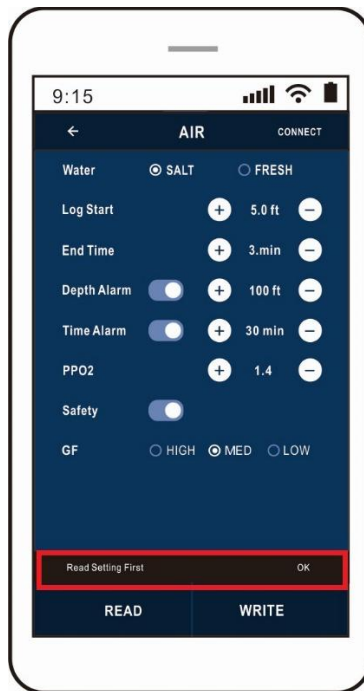 9:15
AIR CONNECT
Water SALT FRESH
Log Start + 5.0 ft −
End Time + 3.min −
Depth Alarm + 100 ft −
Time Alarm + 30 min −
PPO2 + 1.4 −
Safety
GF HIGH MED LOW
Read Setting First OK
READ WRITE